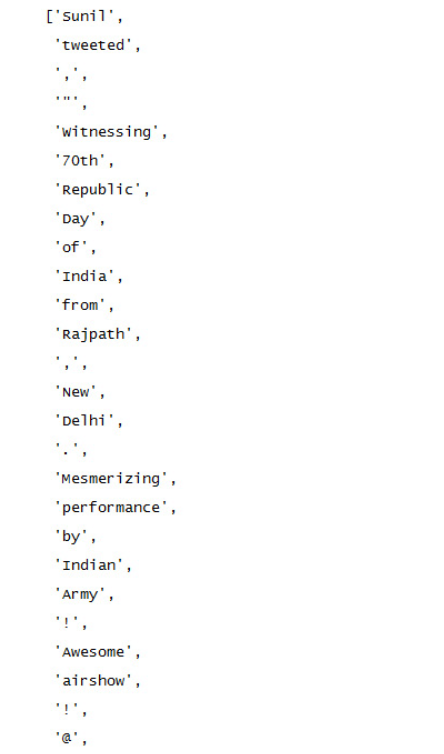 ['Sunil',
'tweeted',
',',
'"',
'Witnessing',
'70th',
'Republic',
'Day',
'of',
'India',
'from',
'Rajpath',
',',
'New',
'Delhi',
'.',
'Mesmerizing',
'performance',
'by',
'Indian',
'Army',
'!',
'Awesome',
'airshow',
'!',
'@',